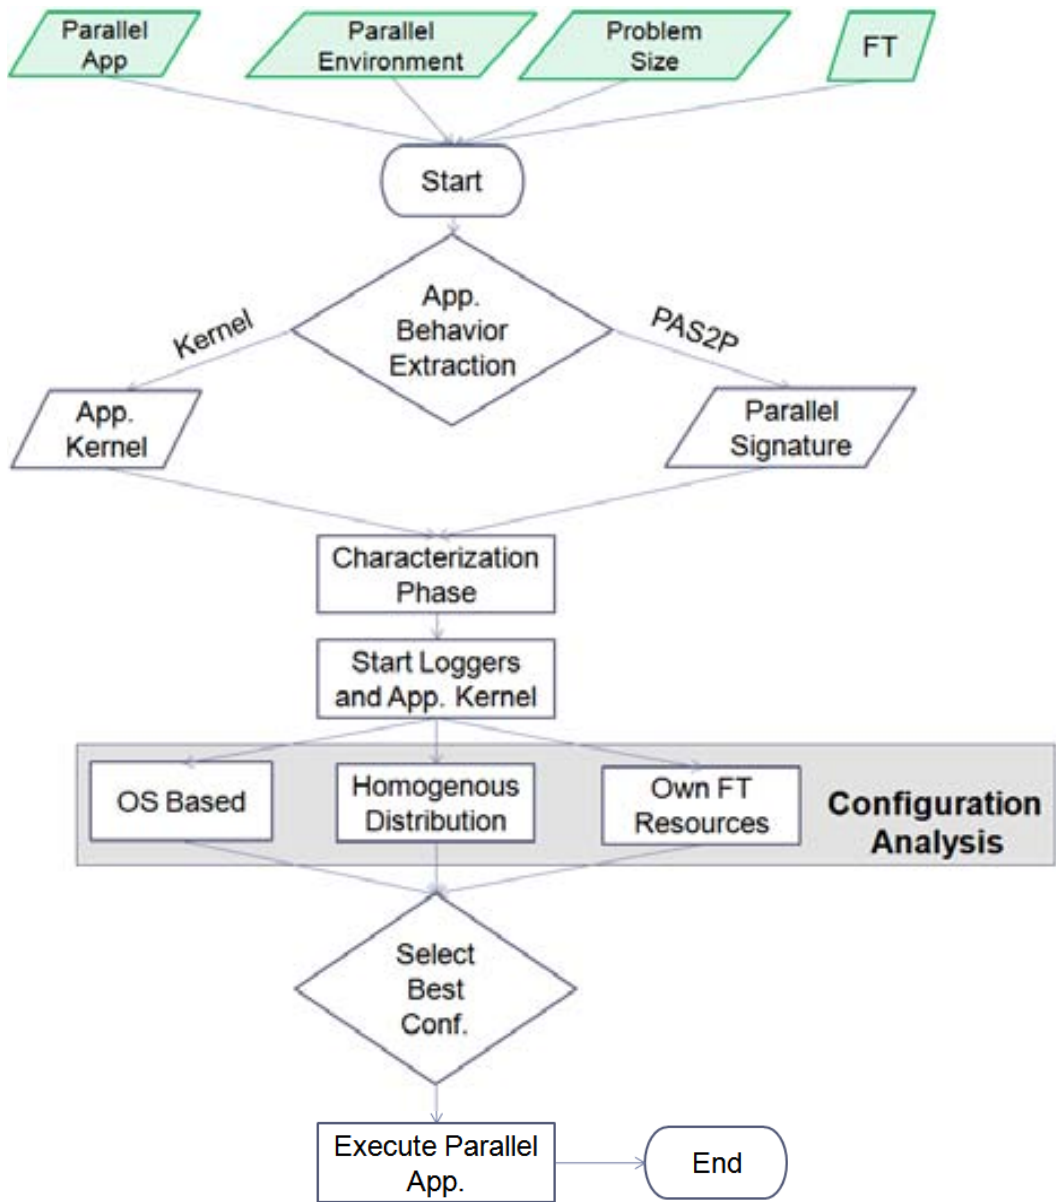 Parallel
App
Parallel
Environment
Problem
Size
FT
Start
App.
Behavior
Extraction
Kernel
PAS2P
App.
Kernel
Parallel
Signature
Characterization
Phase
Start Loggers
and App. Kernel
OS Based
Homogenous
Distribution
Own FT
Resources
Configuration
Analysis
Select
Best
Conf.
Execute Parallel
App.
End